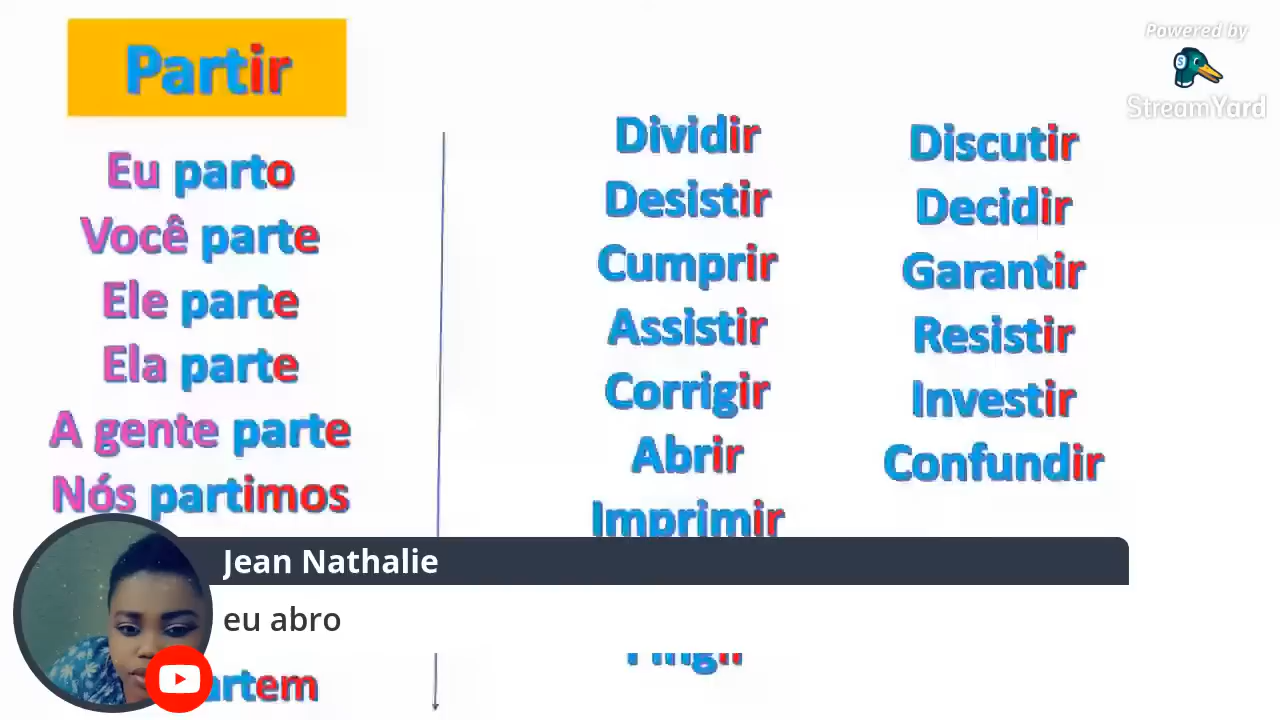 Partir
Eu parto
Você parte
Ele parte
Ela parte
A gente parte
Nós partimos
Dividir
Desistir
Cumprir
Assistir
Corrigir
Abrir
Imprimir
Discutir
Decidir
Garantir
Resistir
Investir
Confundir
Powered by
StreamYard
Jean Nathalie
eu abro